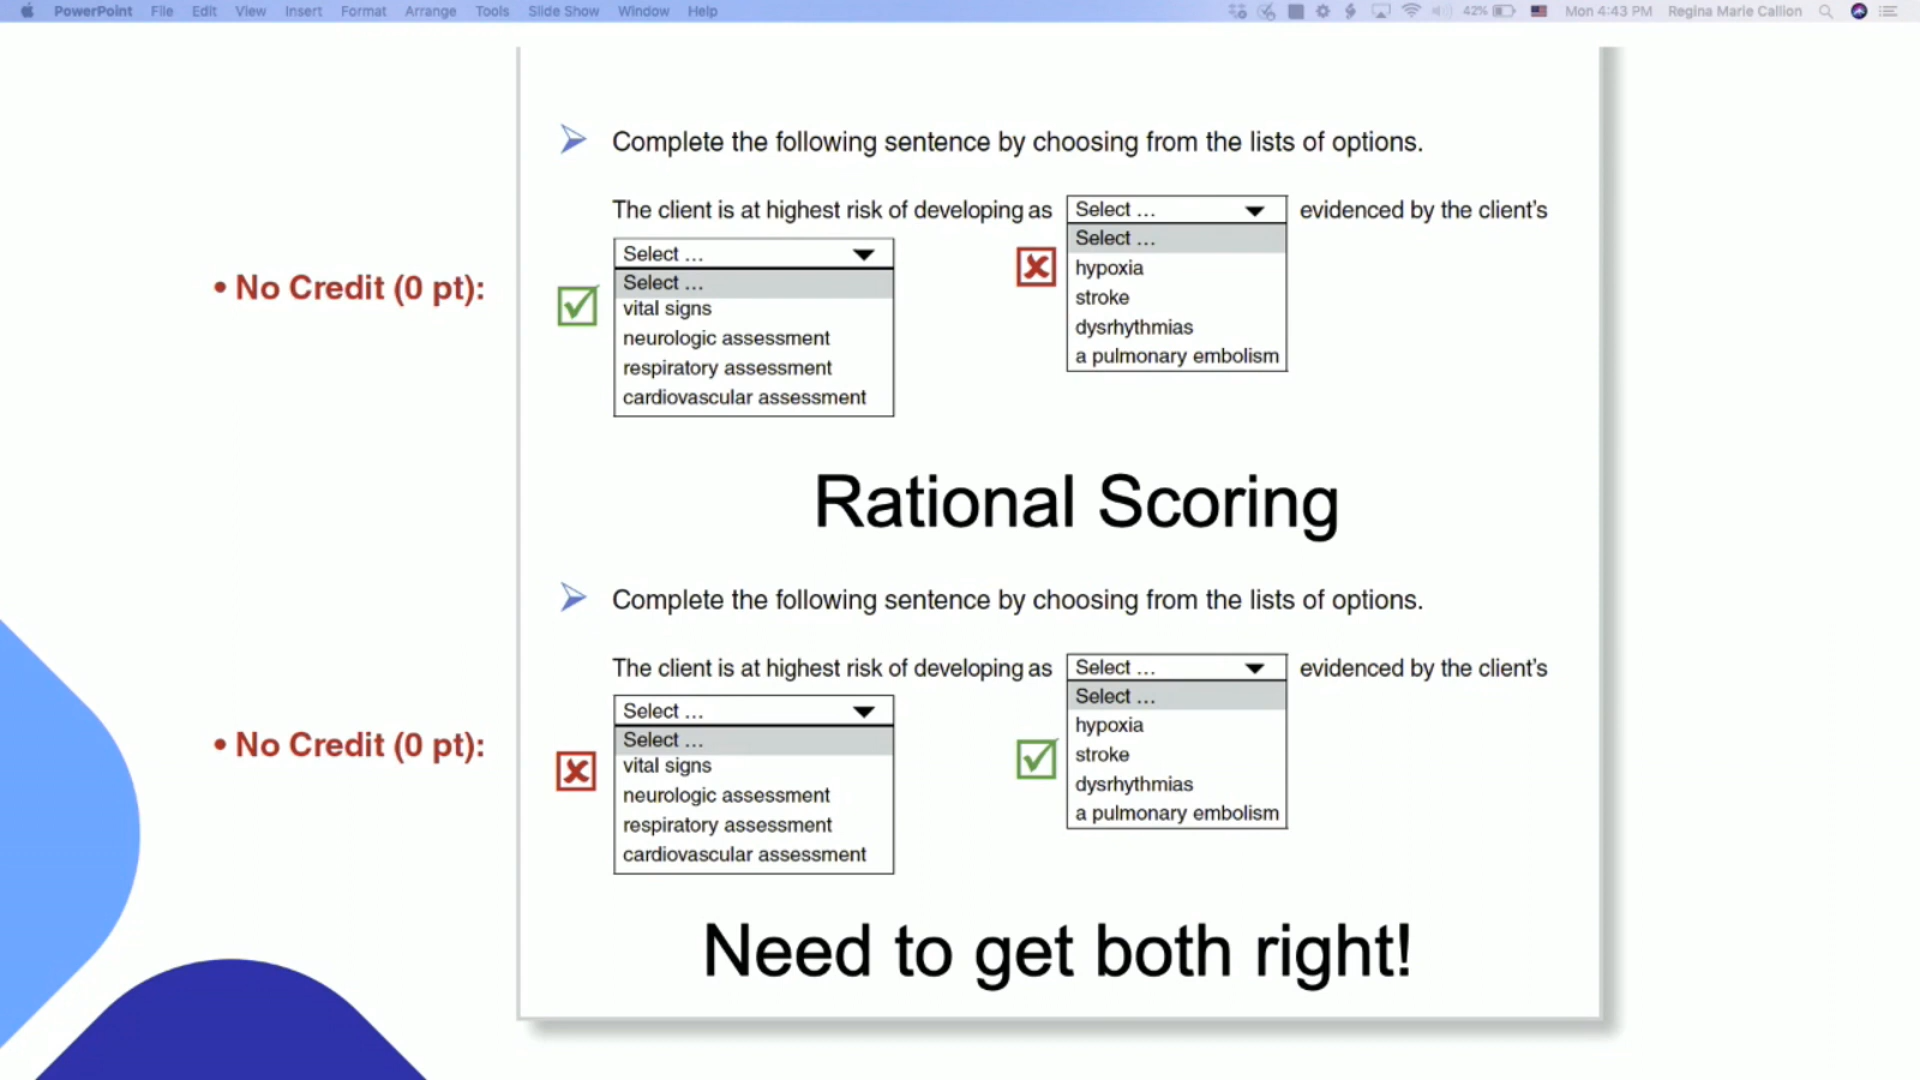 PowerPoint File Edit View Insert Format Arrange Tools Slide Show Window Help 42% Mon 4:43 PM Regina Marie Callion
Complete the following sentence by choosing from the lists of options.
The client is at highest risk of developing as Select ... evidenced by the client's
Select ...
hypoxia
stroke
dysrhythmias
a pulmonary embolism
Select ...
Select ...
vital signs
neurologic assessment
respiratory assessment
cardiovascular assessment
• No Credit (0 pt):
Rational Scoring
Complete the following sentence by choosing from the lists of options.
The client is at highest risk of developing as Select ... evidenced by the client's
Select ...
hypoxia
stroke
dysrhythmias
a pulmonary embolism
Select ...
Select ...
vital signs
neurologic assessment
respiratory assessment
cardiovascular assessment
• No Credit (0 pt):
Need to get both right!